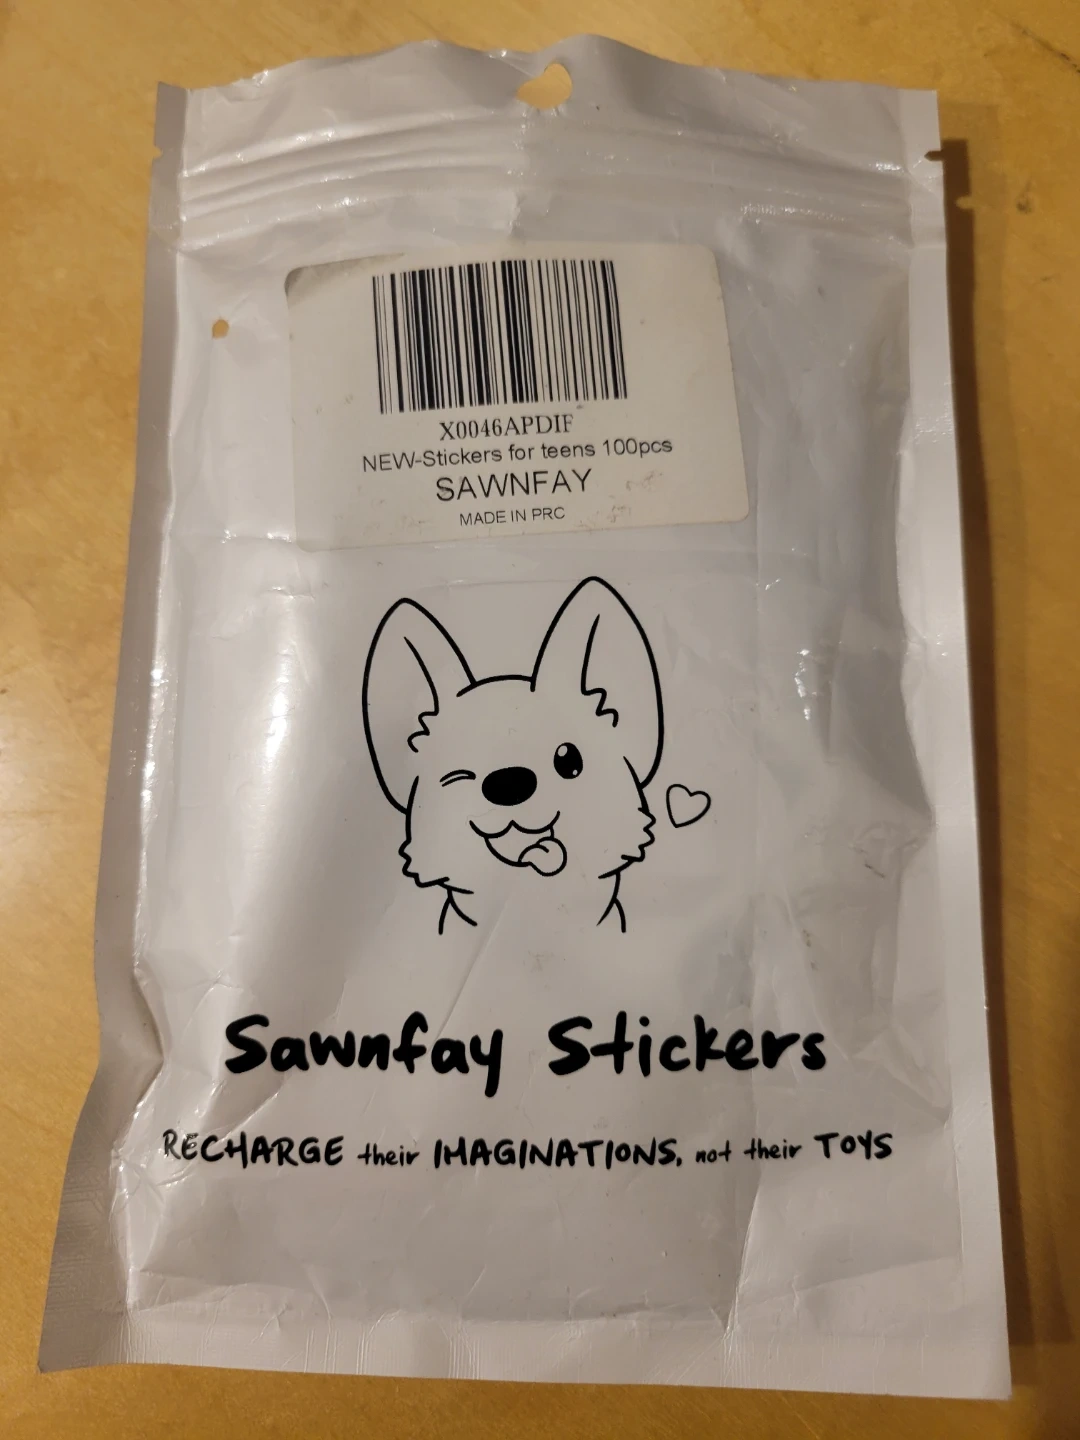 X0046APDIF
NEW-Stickers for teens 100pcs
SAWNFAY
MADE IN PRC
Sawnfay Stickers
RECHARGE their IMAGINATIONS, not their TOYS